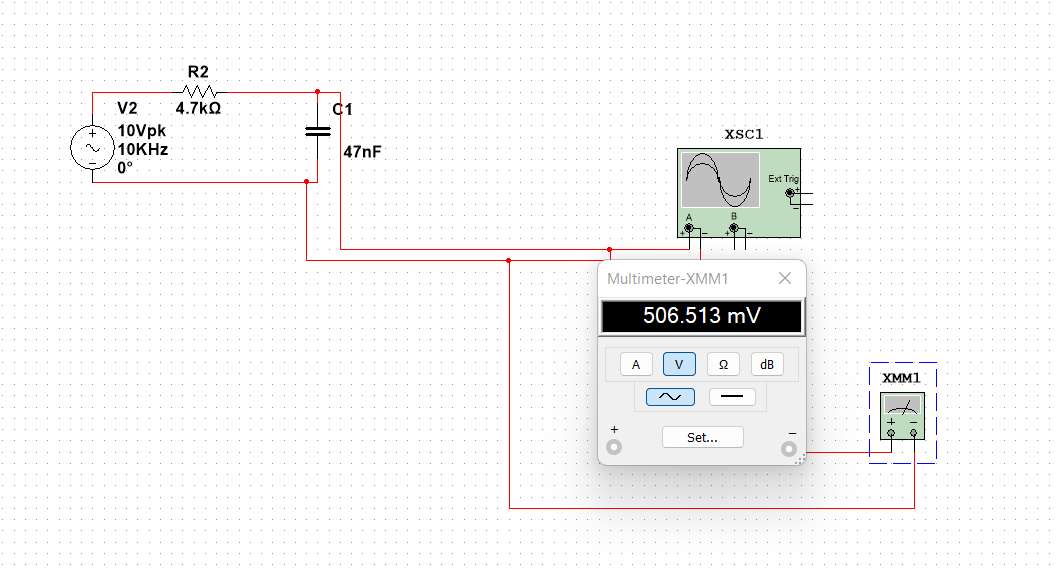 R2
4.7kΩ
V2
10Vpk
10KHz
0°
C1
47nF
XSC1
Ext Trig
+
−
A
B
+ − + −
Multimeter-XMM1
506.513 mV
A V Ω dB
+ −
Set...
XMM1
+ −